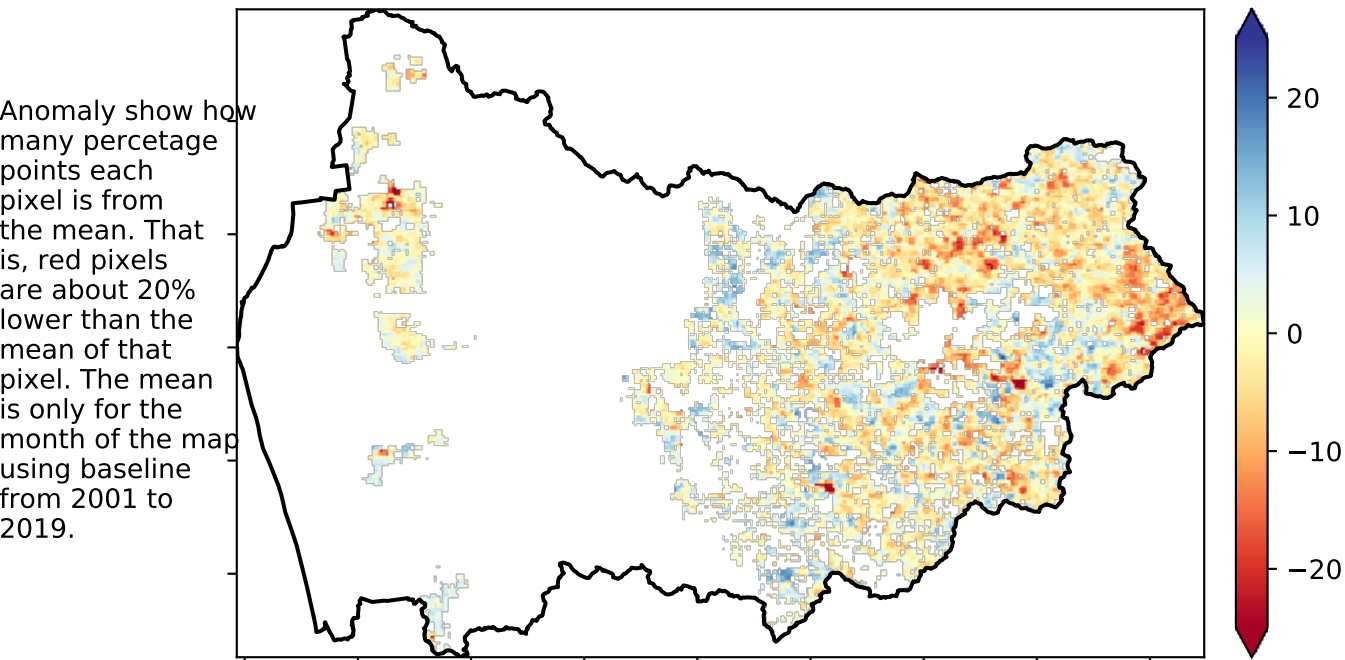 Anomaly show how
many percetage
points each
pixel is from
the mean. That
is, red pixels
are about 20%
lower than the
mean of that
pixel. The mean
is only for the
month of the map
using baseline
from 2001 to
2019.
20
10
0
−10
−20